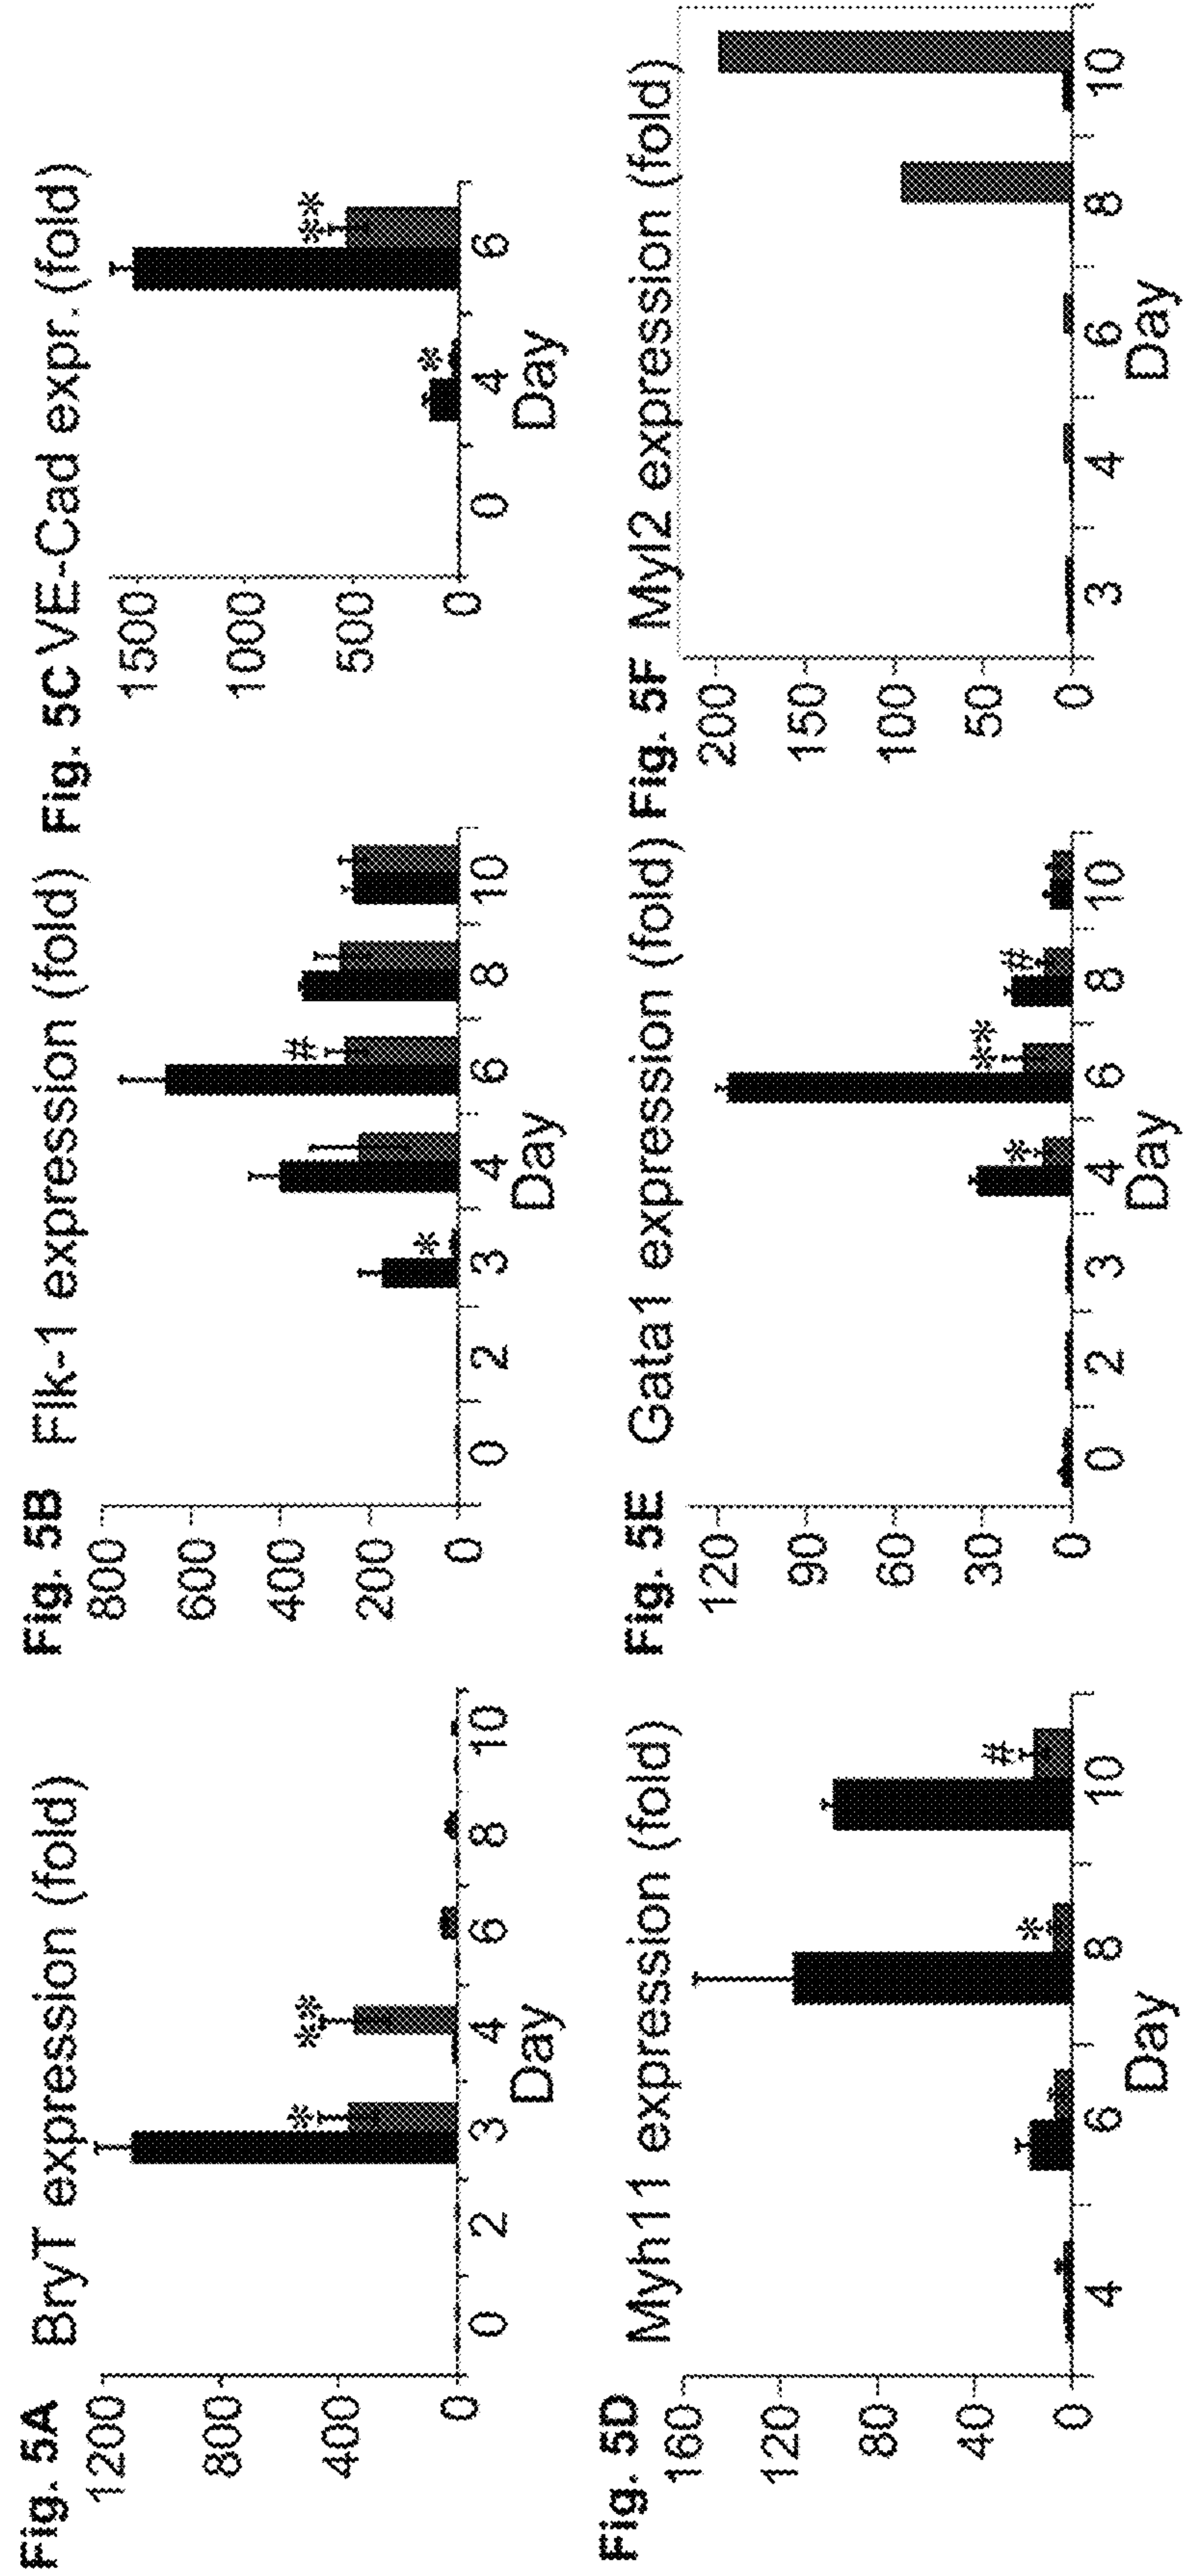 Fig. 5A BryT expression (fold)
1200
800
400
0
*
**
0 2 3 4 6 8 10
Day
Fig. 5B Flk-1 expression (fold)
800
600
400
200
0
*
#
0 2 3 4 6 8 10
Day
Fig. 5C VE-Cad expr. (fold)
1500
1000
500
0
*
**
0 4 6
Day
Fig. 5D Myh11 expression (fold)
160
120
80
40
0
*
#
4 6 8 10
Day
Fig. 5E Gata1 expression (fold)
120
90
60
30
0
*
**
#
0 2 3 4 6 8 10
Day
Fig. 5F Myl2 expression (fold)
200
150
100
50
0
3 4 6 8 10
Day